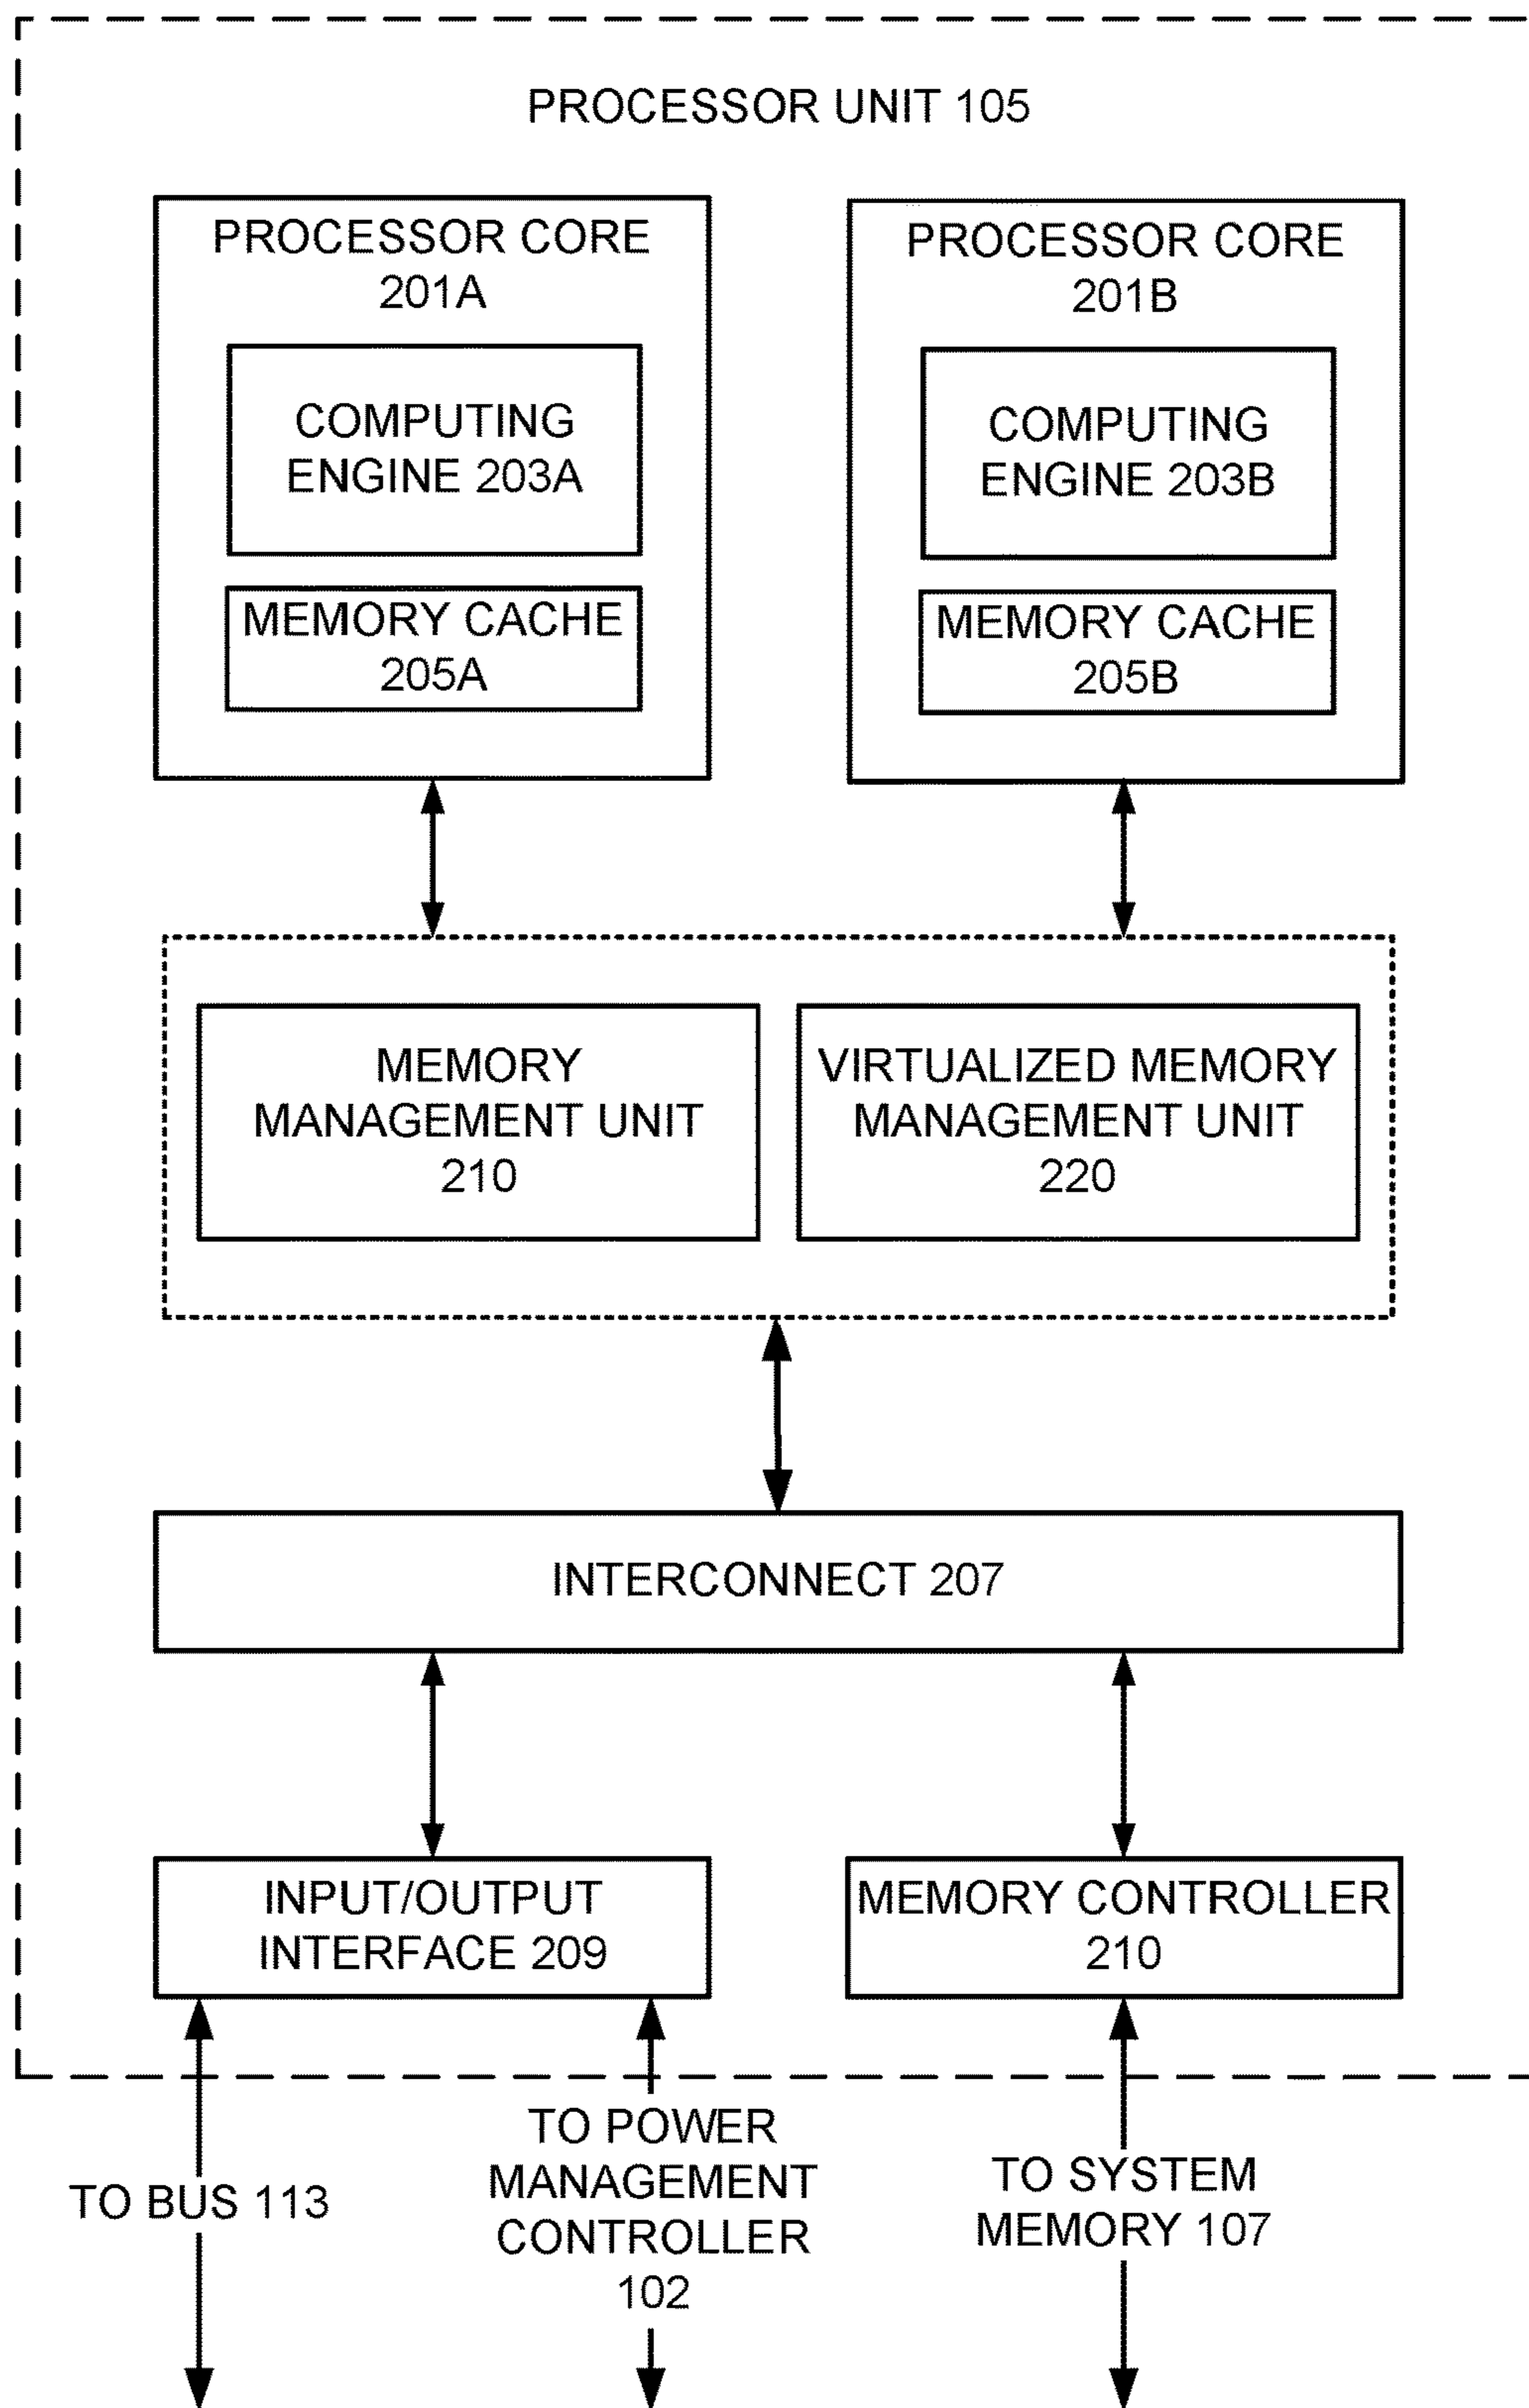 PROCESSOR UNIT 105
PROCESSOR CORE
201A
COMPUTING
ENGINE 203A
MEMORY CACHE
205A
PROCESSOR CORE
201B
COMPUTING
ENGINE 203B
MEMORY CACHE
205B
MEMORY
MANAGEMENT UNIT
210
VIRTUALIZED MEMORY
MANAGEMENT UNIT
220
INTERCONNECT 207
INPUT/OUTPUT
INTERFACE 209
MEMORY CONTROLLER
210
TO BUS 113
TO POWER
MANAGEMENT
CONTROLLER
102
TO SYSTEM
MEMORY 107